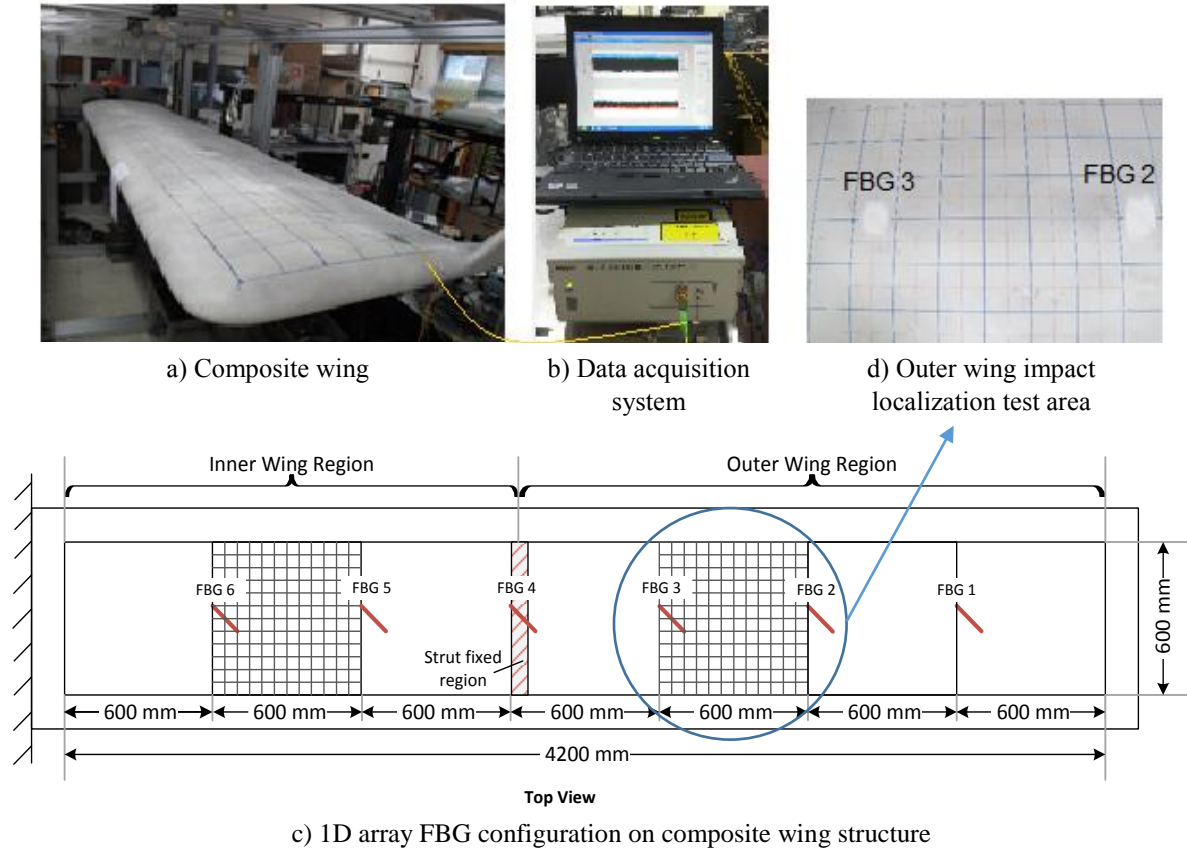 FBG 3
FBG 2
a) Composite wing
b) Data acquisition
system
d) Outer wing impact
localization test area
Inner Wing Region
Outer Wing Region
FBG 6
FBG 5
FBG 4
FBG 3
FBG 2
FBG 1
Strut fixed
region
600 mm
600 mm
600 mm
600 mm
600 mm
600 mm
600 mm
600 mm
4200 mm
Top View
c) 1D array FBG configuration on composite wing structure